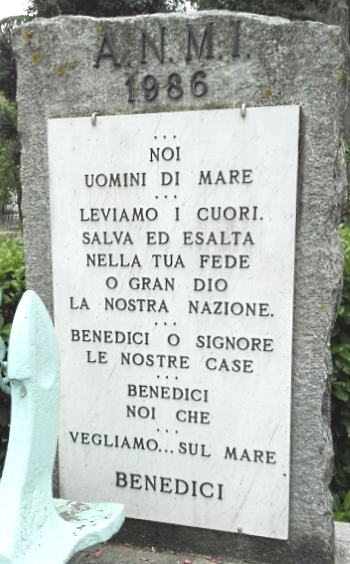 A.N.M.I.
1986
...
NOI
UOMINI DI MARE
...
LEVIAMO I CUORI.
SALVA ED ESALTA
NELLA TUA FEDE
O GRAN DIO
LA NOSTRA NAZIONE.
...
BENEDICI O SIGNORE
LE NOSTRE CASE
...
BENEDICI
NOI CHE
...
VEGLIAMO...SUL MARE
BENEDICI